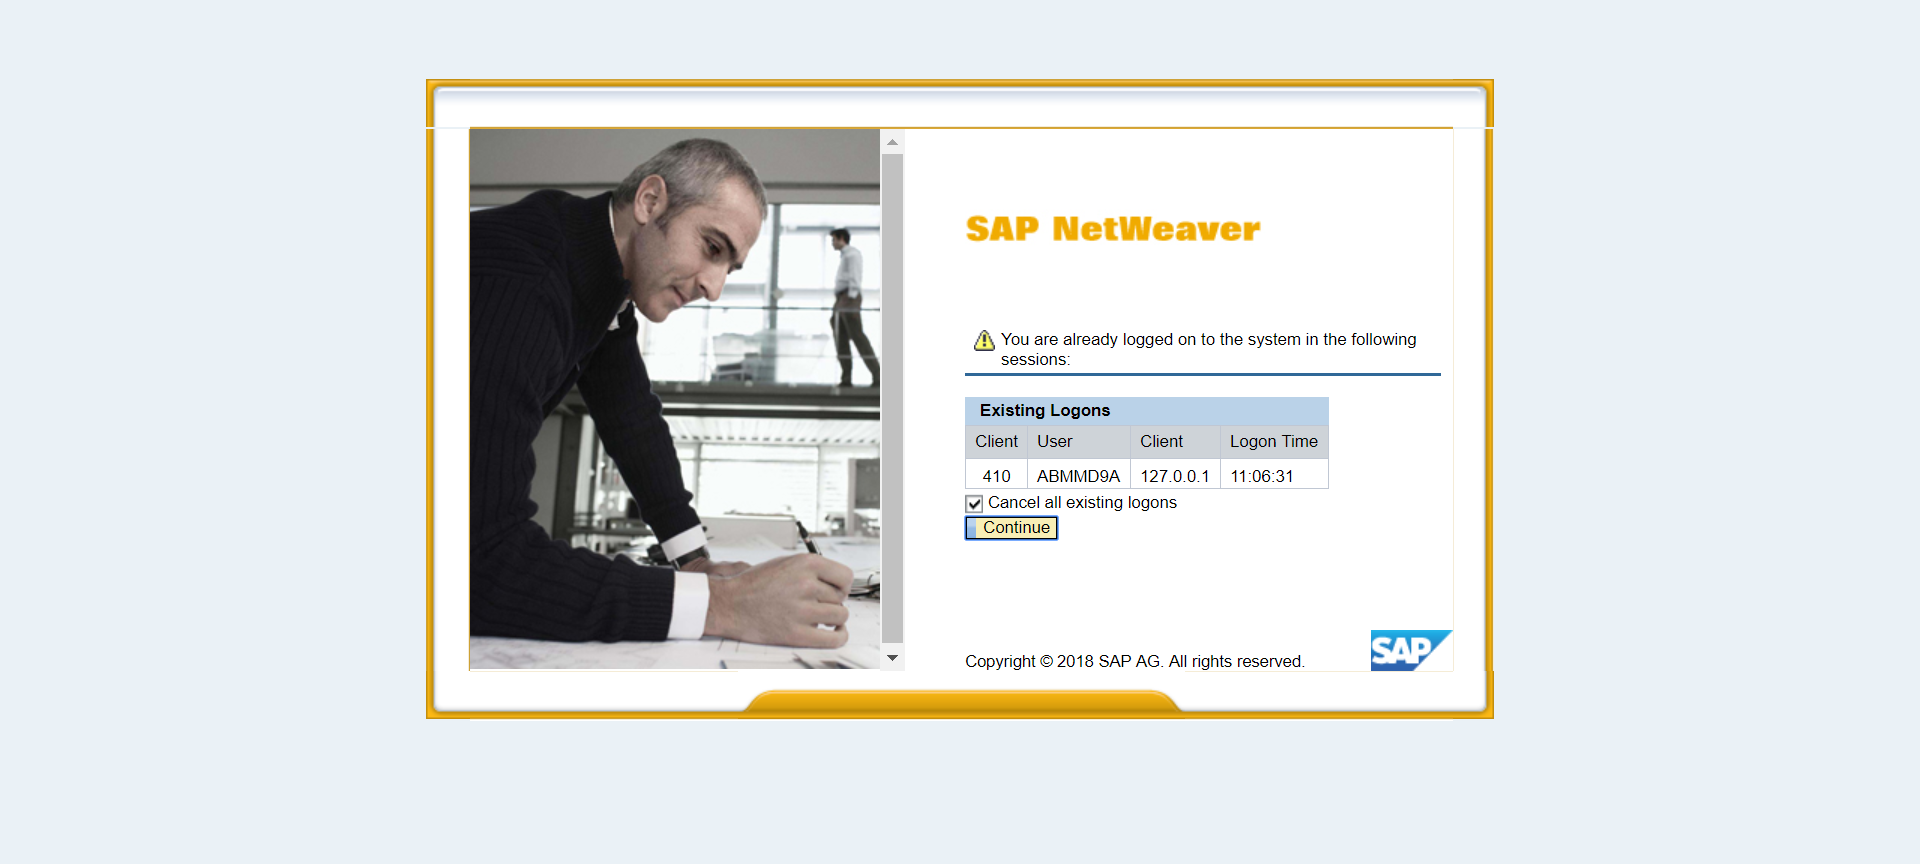 SAP NetWeaver
You are already logged on to the system in the following
sessions:
Existing Logons
Client User Client Logon Time
410 ABMMD9A 127.0.0.1 11:06:31
Cancel all existing logons
Continue
Copyright © 2018 SAP AG. All rights reserved.
SAP